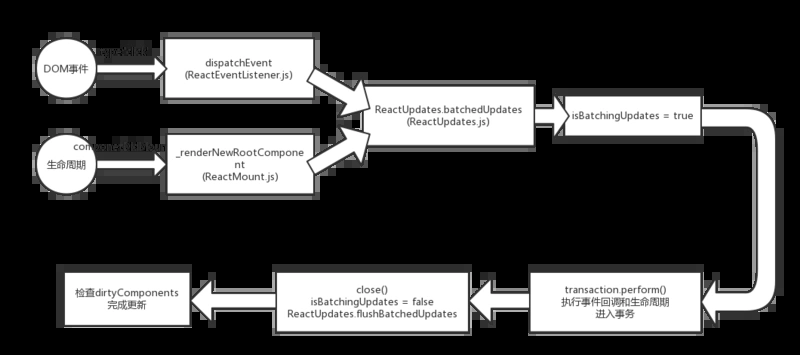 DOM事件
dispatchEvent
(ReactEventListener.js)
ReactUpdates.batchedUpdates
(ReactUpdates.js)
isBatchingUpdates = true
生命周期
_renderNewRootCompone
nt
(ReactMount.js)
transaction.perform()
执行事件回调和生命周期
进入事务
close()
isBatchingUpdates = false
ReactUpdates.flushBatchedUpdates
检查dirtyComponents
完成更新